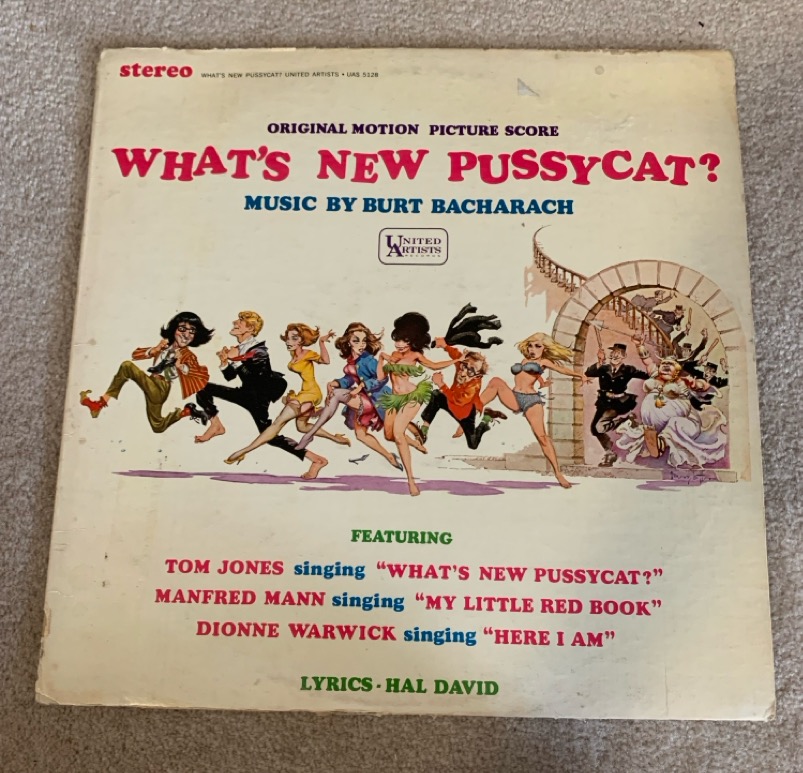 stereo WHAT'S NEW PUSSYCAT? UNITED ARTISTS • UAS 5128
ORIGINAL MOTION PICTURE SCORE
WHAT'S NEW PUSSYCAT?
MUSIC BY BURT BACHARACH
UNITED
ARTISTS
RECORDS
FEATURING
TOM JONES singing "WHAT'S NEW PUSSYCAT?"
MANFRED MANN singing "MY LITTLE RED BOOK"
DIONNE WARWICK singing "HERE I AM"
LYRICS - HAL DAVID